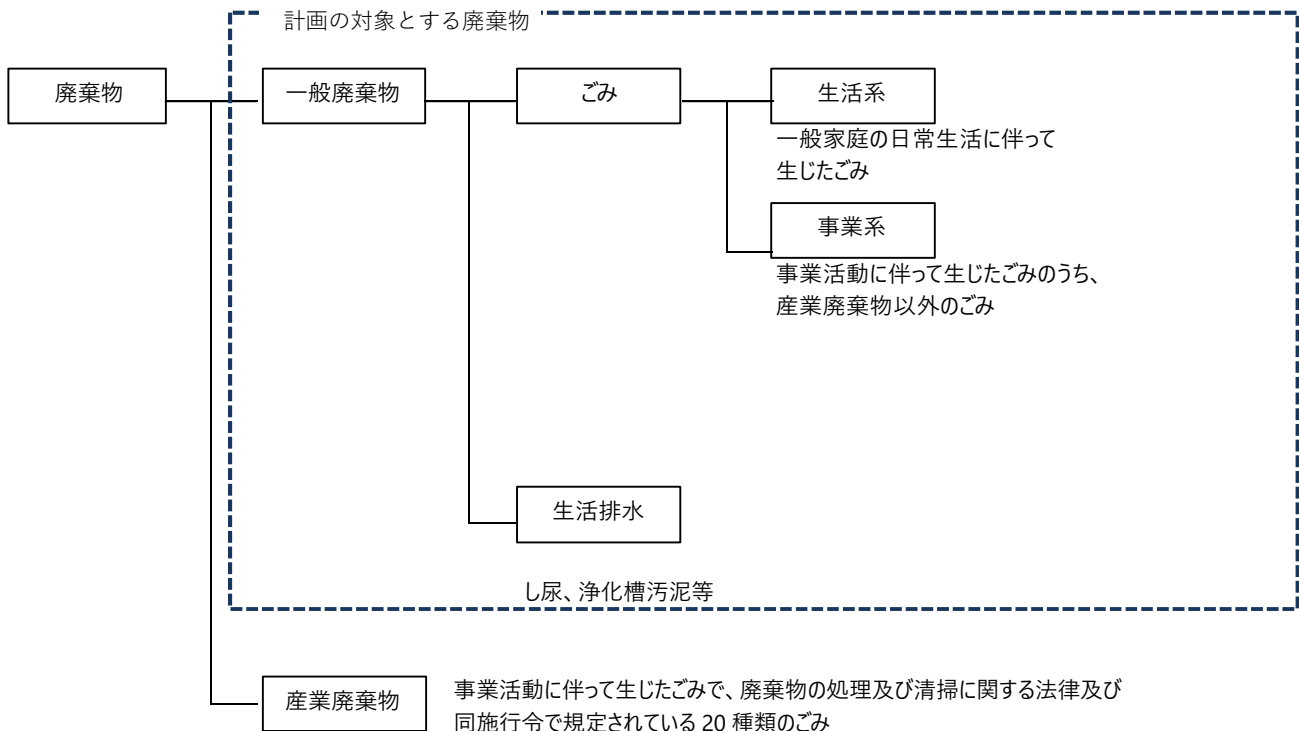 計画の対象とする廃棄物
廃棄物
一般廃棄物
ごみ
生活系
一般家庭の日常生活に伴って
生じたごみ
事業系
事業活動に伴って生じたごみのうち、
産業廃棄物以外のごみ
生活排水
し尿、浄化槽汚泥等
産業廃棄物
事業活動に伴って生じたごみで、廃棄物の処理及び清掃に関する法律及び
同施行令で規定されている 20 種類のごみ